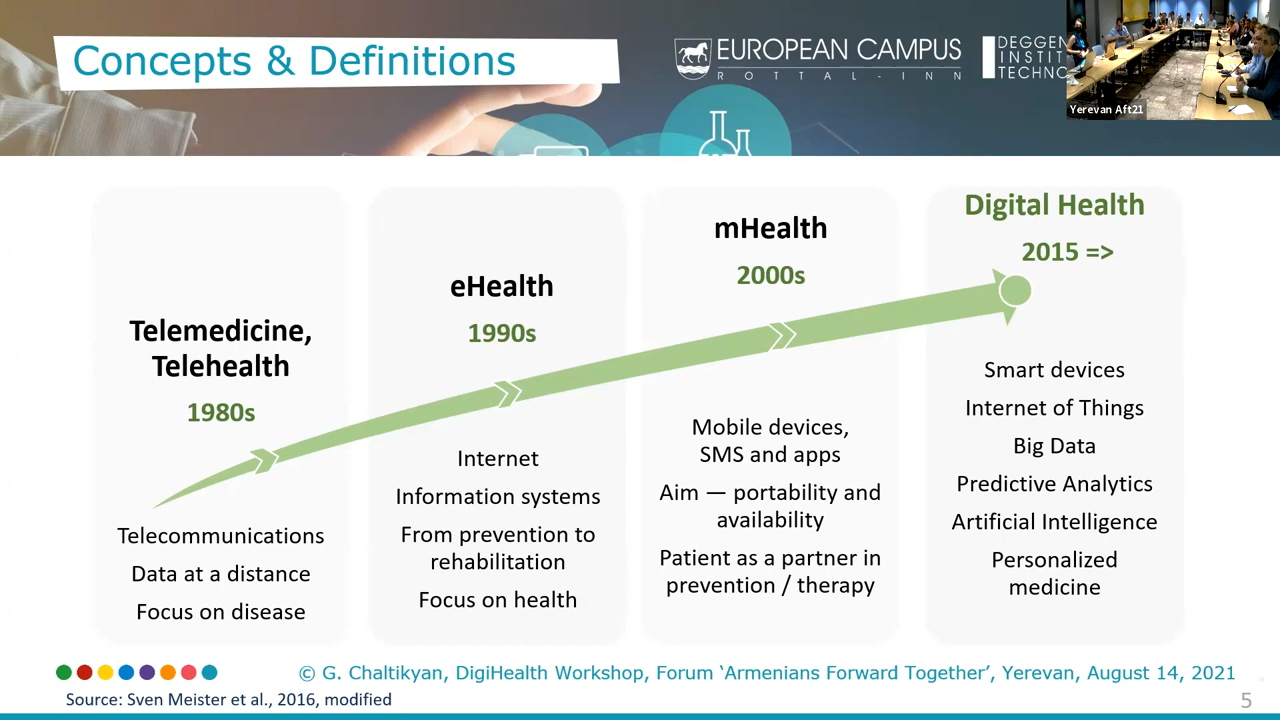 Concepts & Definitions
EUROPEAN CAMPUS
ROTTAL-INN
DEGGEN
INSTIT
TECHNO
Yerevan Aft21
Telemedicine,
Telehealth
1980s
Telecommunications
Data at a distance
Focus on disease
eHealth
1990s
Internet
Information systems
From prevention to
rehabilitation
Focus on health
mHealth
2000s
Mobile devices,
SMS and apps
Aim — portability and
availability
Patient as a partner in
prevention / therapy
Digital Health
2015 =>
Smart devices
Internet of Things
Big Data
Predictive Analytics
Artificial Intelligence
Personalized
medicine
© G. Chaltikyan, DigiHealth Workshop, Forum ‘Armenians Forward Together’, Yerevan, August 14, 2021
Source: Sven Meister et al., 2016, modified
5